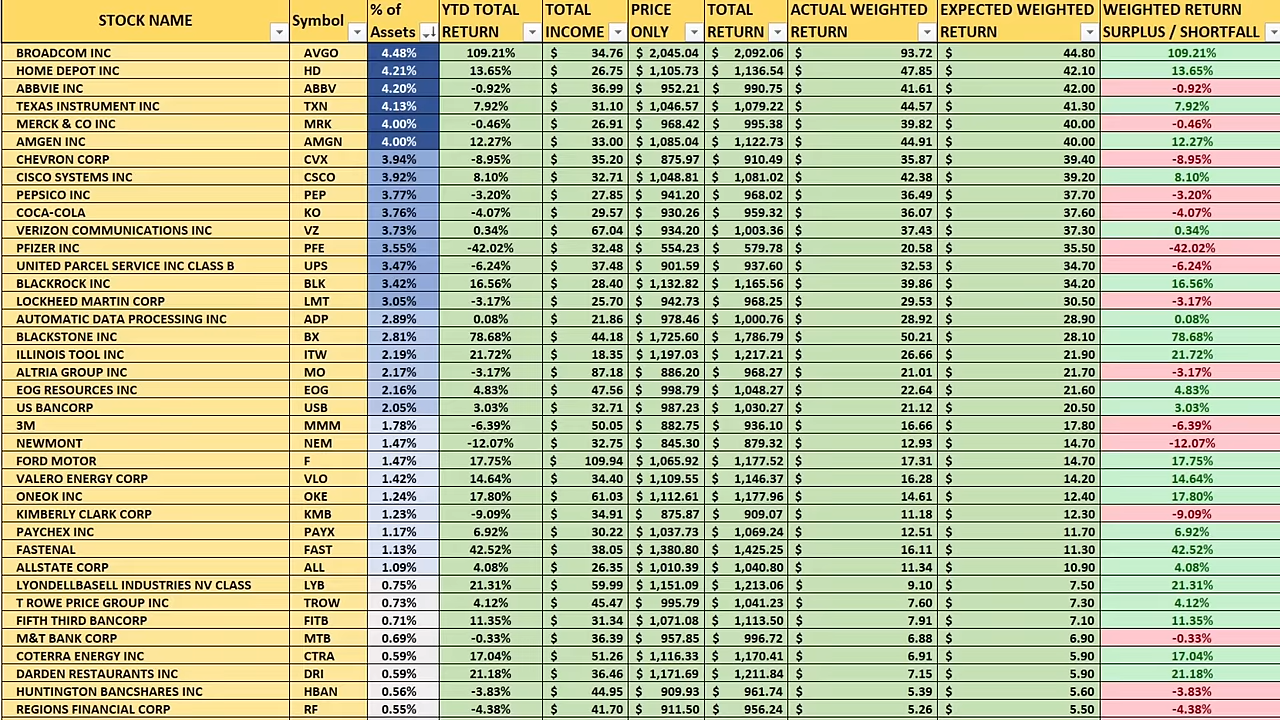 STOCK NAME Symbol % of Assets YTD TOTAL RETURN TOTAL INCOME PRICE ONLY TOTAL RETURN ACTUAL WEIGHTED RETURN EXPECTED WEIGHTED RETURN WEIGHTED RETURN SURPLUS / SHORTFALL
BROADCOM INC AVGO 4.48% 109.21% $ 34.76 $ 2,045.04 $ 2,092.06 $ 93.72 $ 44.80 109.21%
HOME DEPOT INC HD 4.21% 13.65% $ 26.75 $ 1,105.73 $ 1,136.54 $ 47.85 $ 42.10 13.65%
ABBVIE INC ABBV 4.20% -0.92% $ 36.99 $ 952.21 $ 990.75 $ 41.61 $ 42.00 -0.92%
TEXAS INSTRUMENT INC TXN 4.13% 7.92% $ 31.10 $ 1,046.57 $ 1,079.22 $ 44.57 $ 41.30 7.92%
MERCK & CO INC MRK 4.00% -0.46% $ 26.91 $ 968.42 $ 995.38 $ 39.82 $ 40.00 -0.46%
AMGEN INC AMGN 4.00% 12.27% $ 33.00 $ 1,085.04 $ 1,122.73 $ 44.91 $ 40.00 12.27%
CHEVRON CORP CVX 3.94% -8.95% $ 35.20 $ 875.97 $ 910.49 $ 35.87 $ 39.40 -8.95%
CISCO SYSTEMS INC CSCO 3.92% 8.10% $ 32.71 $ 1,048.81 $ 1,081.02 $ 42.38 $ 39.20 8.10%
PEPSICO INC PEP 3.77% -3.20% $ 27.85 $ 941.20 $ 968.02 $ 36.49 $ 37.70 -3.20%
COCA-COLA KO 3.76% -4.07% $ 29.57 $ 930.26 $ 959.32 $ 36.07 $ 37.60 -4.07%
VERIZON COMMUNICATIONS INC VZ 3.73% 0.34% $ 67.04 $ 934.20 $ 1,003.36 $ 37.43 $ 37.30 0.34%
PFIZER INC PFE 3.55% -42.02% $ 32.48 $ 554.23 $ 579.78 $ 20.58 $ 35.50 -42.02%
UNITED PARCEL SERVICE INC CLASS B UPS 3.47% -6.24% $ 37.48 $ 901.59 $ 937.60 $ 32.53 $ 34.70 -6.24%
BLACKROCK INC BLK 3.42% 16.56% $ 28.40 $ 1,132.82 $ 1,165.56 $ 39.86 $ 34.20 16.56%
LOCKHEED MARTIN CORP LMT 3.05% -3.17% $ 25.70 $ 942.73 $ 968.25 $ 29.53 $ 30.50 -3.17%
AUTOMATIC DATA PROCESSING INC ADP 2.89% 0.08% $ 21.86 $ 978.46 $ 1,000.76 $ 28.92 $ 28.90 0.08%
BLACKSTONE INC BX 2.81% 78.68% $ 44.18 $ 1,725.60 $ 1,786.79 $ 50.21 $ 28.10 78.68%
ILLINOIS TOOL INC ITW 2.19% 21.72% $ 18.35 $ 1,197.03 $ 1,217.21 $ 26.66 $ 21.90 21.72%
ALTRIA GROUP INC MO 2.17% -3.17% $ 87.18 $ 886.20 $ 968.27 $ 21.01 $ 21.70 -3.17%
EOG RESOURCES INC EOG 2.16% 4.83% $ 47.56 $ 998.79 $ 1,048.27 $ 22.64 $ 21.60 4.83%
US BANCORP USB 2.05% 3.03% $ 32.71 $ 987.23 $ 1,030.27 $ 21.12 $ 20.50 3.03%
3M MMM 1.78% -6.39% $ 50.05 $ 882.75 $ 936.10 $ 16.66 $ 17.80 -6.39%
NEWMONT NEM 1.47% -12.07% $ 32.75 $ 845.30 $ 879.32 $ 12.93 $ 14.70 -12.07%
FORD MOTOR F 1.47% 17.75% $ 109.94 $ 1,065.92 $ 1,177.52 $ 17.31 $ 14.70 17.75%
VALERO ENERGY CORP VLO 1.42% 14.64% $ 34.40 $ 1,109.55 $ 1,146.37 $ 16.28 $ 14.20 14.64%
ONEOK INC OKE 1.24% 17.80% $ 61.03 $ 1,112.61 $ 1,177.96 $ 14.61 $ 12.40 17.80%
KIMBERLY CLARK CORP KMB 1.23% -9.09% $ 34.91 $ 875.87 $ 909.07 $ 11.18 $ 12.30 -9.09%
PAYCHEX INC PAYX 1.17% 6.92% $ 30.22 $ 1,037.73 $ 1,069.24 $ 12.51 $ 11.70 6.92%
FASTENAL FAST 1.13% 42.52% $ 38.05 $ 1,380.80 $ 1,425.25 $ 16.11 $ 11.30 42.52%
ALLSTATE CORP ALL 1.09% 4.08% $ 26.35 $ 1,010.39 $ 1,040.80 $ 11.34 $ 10.90 4.08%
LYONDELLBASELL INDUSTRIES NV CLASS LYB 0.75% 21.31% $ 59.99 $ 1,151.09 $ 1,213.06 $ 9.10 $ 7.50 21.31%
T ROWE PRICE GROUP INC TROW 0.73% 4.12% $ 45.47 $ 995.79 $ 1,041.23 $ 7.60 $ 7.30 4.12%
FIFTH THIRD BANCORP FITB 0.71% 11.35% $ 31.34 $ 1,071.08 $ 1,113.50 $ 7.91 $ 7.10 11.35%
M&T BANK CORP MTB 0.69% -0.33% $ 36.39 $ 957.85 $ 996.72 $ 6.88 $ 6.90 -0.33%
COTERRA ENERGY INC CTRA 0.59% 17.04% $ 51.26 $ 1,116.33 $ 1,170.41 $ 6.91 $ 5.90 17.04%
DARDEN RESTAURANTS INC DRI 0.59% 21.18% $ 36.46 $ 1,171.69 $ 1,211.84 $ 7.15 $ 5.90 21.18%
HUNTINGTON BANCSHARES INC HBAN 0.56% -3.83% $ 44.95 $ 909.93 $ 961.74 $ 5.39 $ 5.60 -3.83%
REGIONS FINANCIAL CORP RF 0.55% -4.38% $ 41.70 $ 911.50 $ 956.24 $ 5.26 $ 5.50 -4.38%